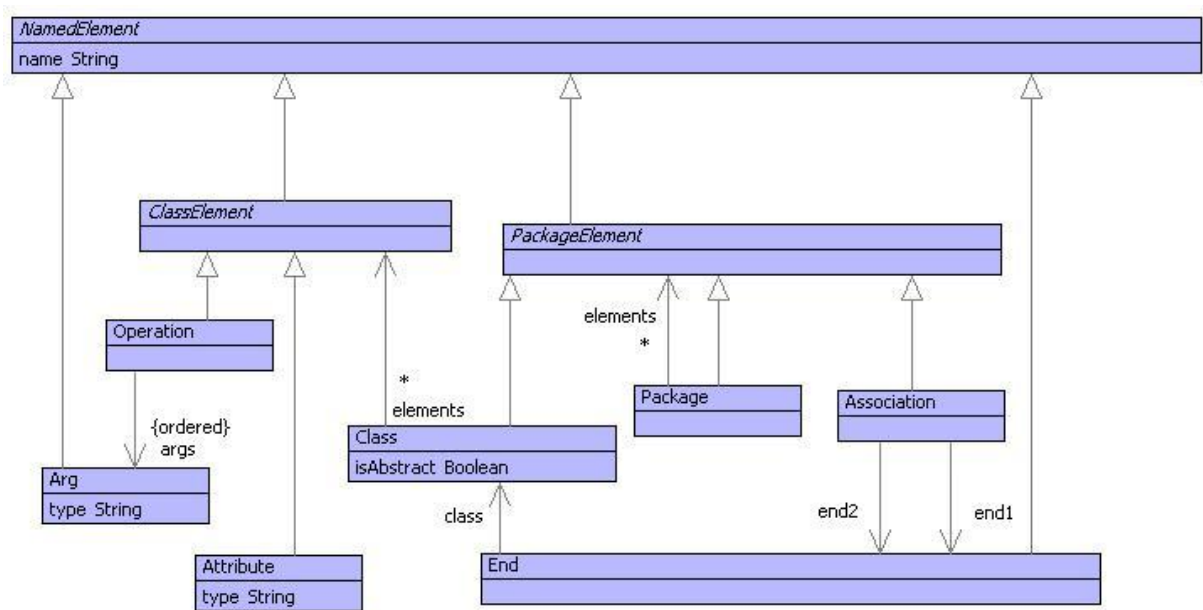 NamedElement
name String
ClassElement
PackageElement
elements
*
Operation
*
elements
Package
Association
{ordered}
args
Class
isAbstract Boolean
Arg
type String
class
end2
end1
Attribute
type String
End